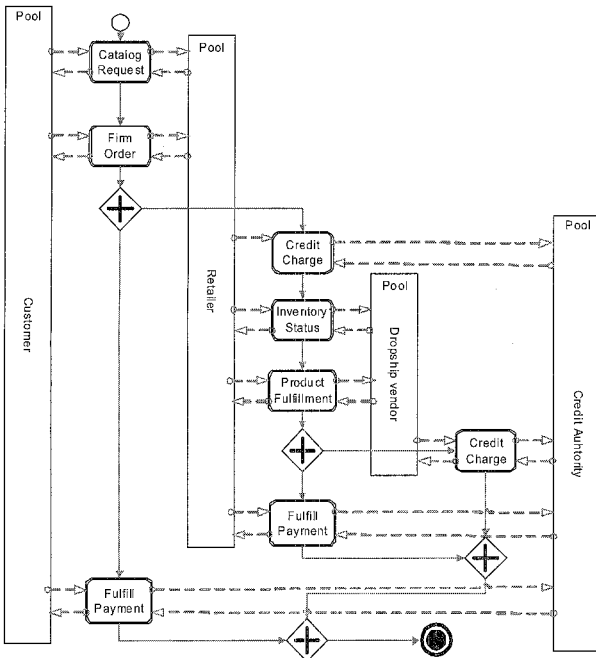 Pool
Catalog
Request
Pool
Firm
Order
Credit
Charge
Pool
Customer
Retailer
Inventory
Status
Pool
Dropship vendor
Product
Fulfillment
Credit
Charge
Credit Auhtority
Fulfill
Payment
Fulfill
Payment